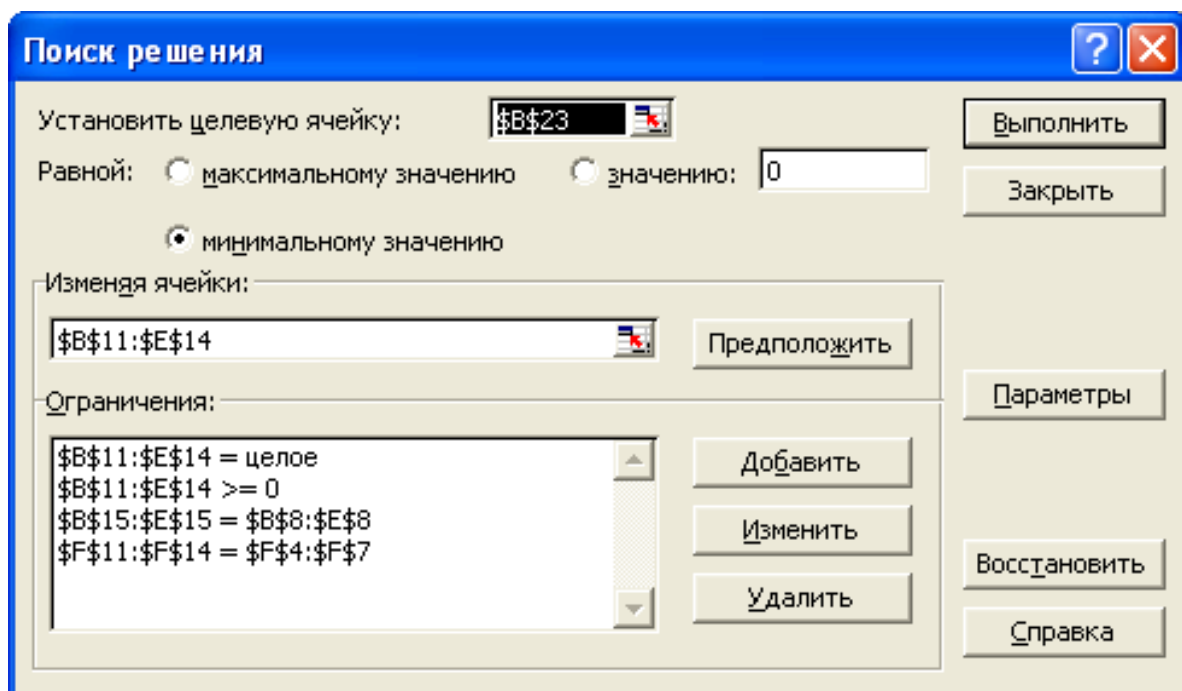 Поиск решения
Установить целевую ячейку: $B$23
Выполнить
Равной: максимальному значению значению: 0
Закрыть
минимальному значению
Изменяя ячейки:
$B$11:$E$14
Предположить
Параметры
Ограничения:
$B$11:$E$14 = целое
$B$11:$E$14 >= 0
$B$15:$E$15 = $B$8:$E$8
$F$11:$F$14 = $F$4:$F$7
Добавить
Изменить
Удалить
Восстановить
Справка